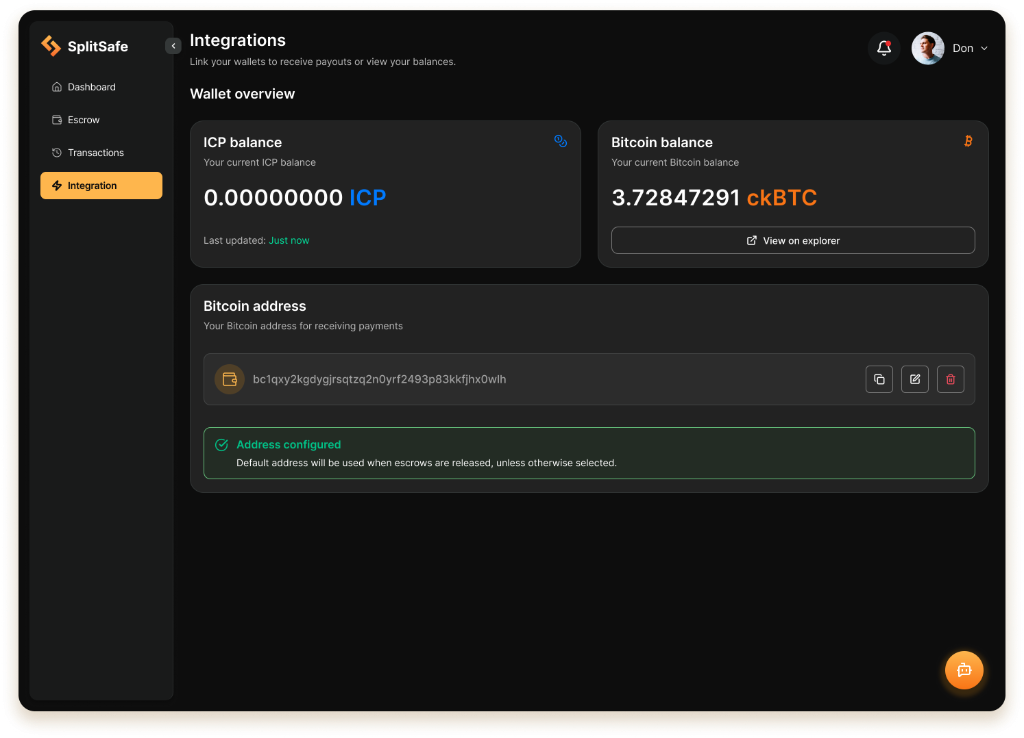 SplitSafe
Dashboard
Escrow
Transactions
Integration
Integrations
Link your wallets to receive payouts or view your balances.
Don
Wallet overview
ICP balance
Your current ICP balance
0.00000000 ICP
Last updated: Just now
Bitcoin balance
Your current Bitcoin balance
3.72847291 ckBTC
View on explorer
Bitcoin address
Your Bitcoin address for receiving payments
bc1qxy2kgdygjrsqtzq2n0yrf2493p83kkfjhx0wlh
Address configured
Default address will be used when escrows are released, unless otherwise selected.